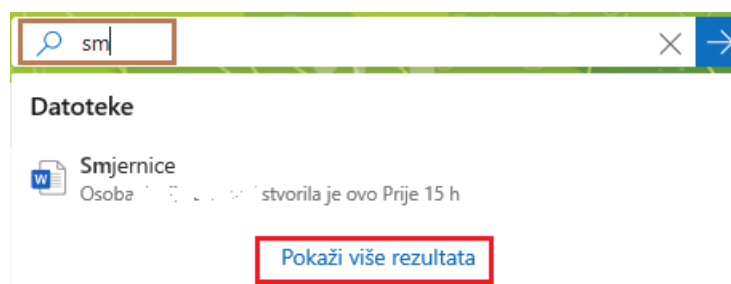 sm
Datoteke
Smjernice
Osoba stvorila je ovo Prije 15 h
Pokaži više rezultata